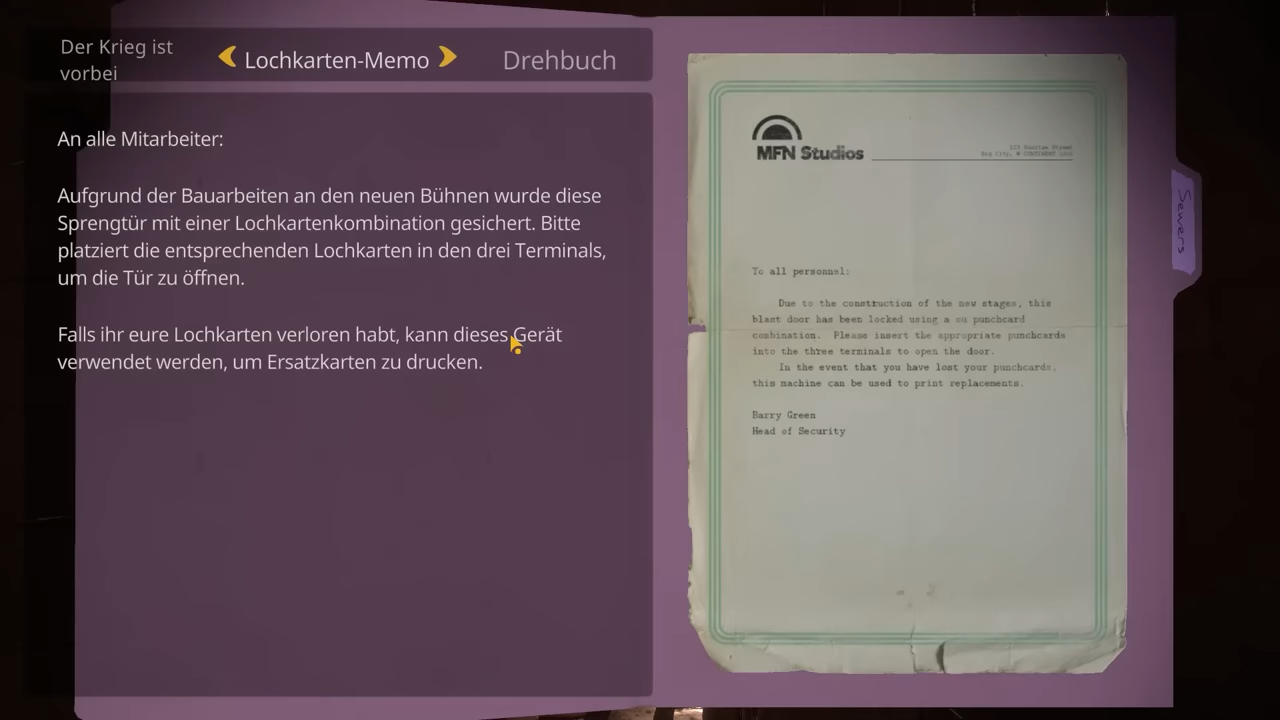 Der Krieg ist
vorbei
Lochkarten-Memo
Drehbuch
An alle Mitarbeiter:
Aufgrund der Bauarbeiten an den neuen Bühnen wurde diese
Sprengtür mit einer Lochkartenkombination gesichert. Bitte
platziert die entsprechenden Lochkarten in den drei Terminals,
um die Tür zu öffnen.
Falls ihr eure Lochkarten verloren habt, kann dieses Gerät
verwendet werden, um Ersatzkarten zu drucken.
MFN Studios
Street
City, CONTINENT
To all personnel:
Due to the construction of the new stages, this
blast door has been locked using a punchcard
combination. Please insert the appropriate punchcards
into the three terminals to open the door.
In the event that you have lost your punchcards,
this machine can be used to print replacements.
Barry Green
Head of Security
Sewers